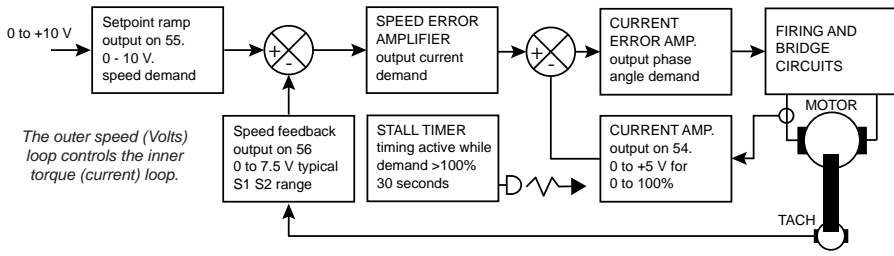 0 to +10 V
Setpoint ramp
output on 55.
0 - 10 V.
speed demand
+
-
SPEED ERROR
AMPLIFIER
output current
demand
+
-
CURRENT
ERROR AMP.
output phase
angle demand
FIRING AND
BRIDGE
CIRCUITS
MOTOR
The outer speed (Volts)
loop controls the inner
torque (current) loop.
Speed feedback
output on 56
0 to 7.5 V typical
S1 S2 range
STALL TIMER
timing active while
demand >100%
30 seconds
CURRENT AMP.
output on 54.
0 to +5 V for
0 to 100%
TACH